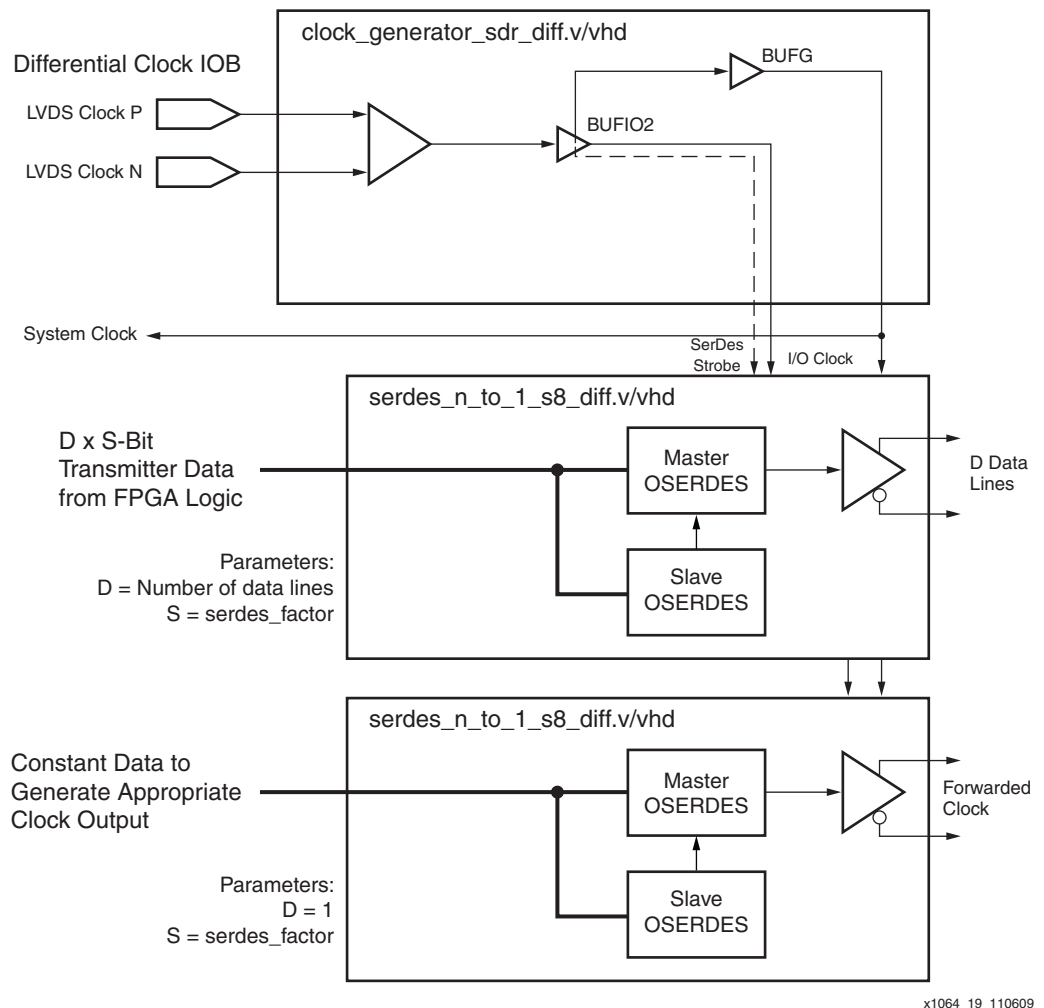 clock_generator_sdr_diff.v/vhd
BUFG
Differential Clock IOB
LVDS Clock P
BUFIO2
LVDS Clock N
System Clock
SerDes
Strobe
I/O Clock
serdes_n_to_1_s8_diff.v/vhd
D x S-Bit
Transmitter Data
from FPGA Logic
Master
OSERDES
D Data
Lines
Parameters:
D = Number of data lines
S = serdes_factor
Slave
OSERDES
serdes_n_to_1_s8_diff.v/vhd
Constant Data to
Generate Appropriate
Clock Output
Master
OSERDES
Forwarded
Clock
Parameters:
D = 1
S = serdes_factor
Slave
OSERDES
x1064_19_110609